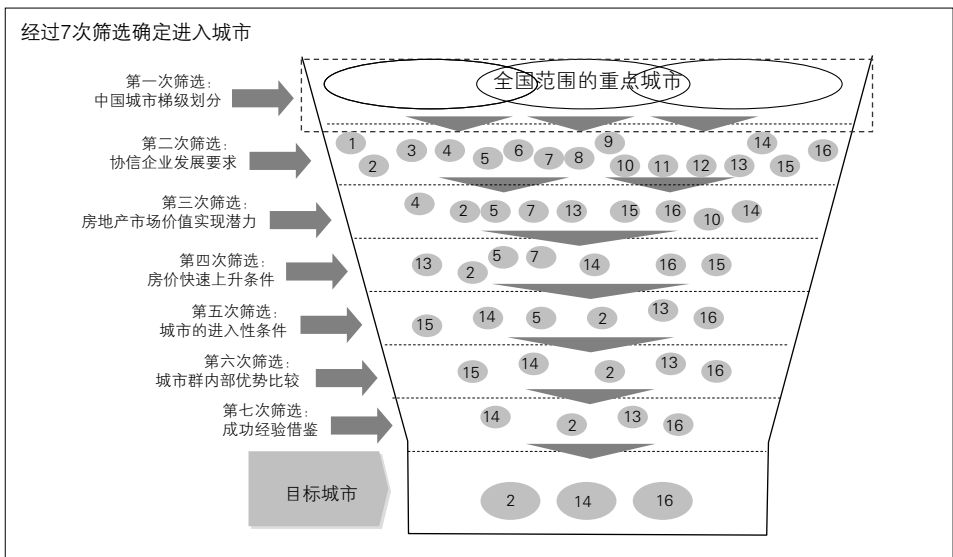 经过7次筛选确定进入城市
第一次筛选:
中国城市梯级划分
全国范围的重点城市
第二次筛选:
协信企业发展要求
1 2 3 4 5 6 7 8 9 10 11 12 13 14 15 16
第三次筛选:
房地产市场价值实现潜力
4 2 5 7 13 15 16 10 14
第四次筛选:
房价快速上升条件
13 2 5 7 14 16 15
第五次筛选:
城市的进入性条件
15 14 5 2 13 16
第六次筛选:
城市群内部优势比较
15 14 2 13 16
第七次筛选:
成功经验借鉴
14 2 13 16
目标城市
2 14 16